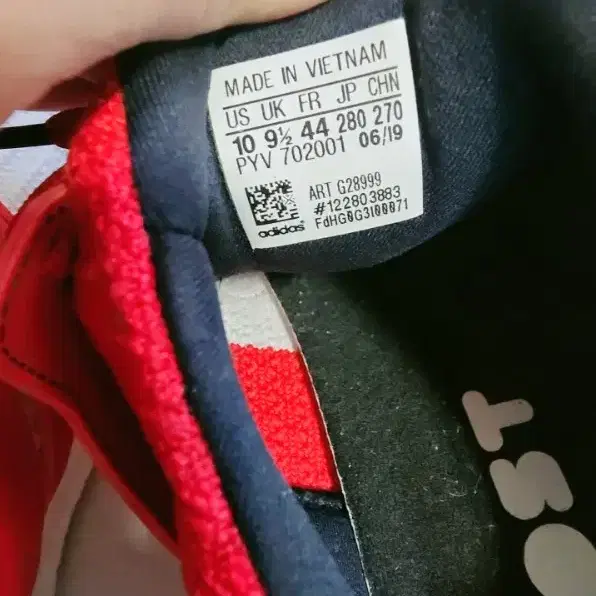 MADE IN VIETNAM
US UK FR JP CHN
10 9½ 44 280 270
PYV 702001 06/19
ART G28999
#122803883
FdHG0G3I00071
adidas
OST